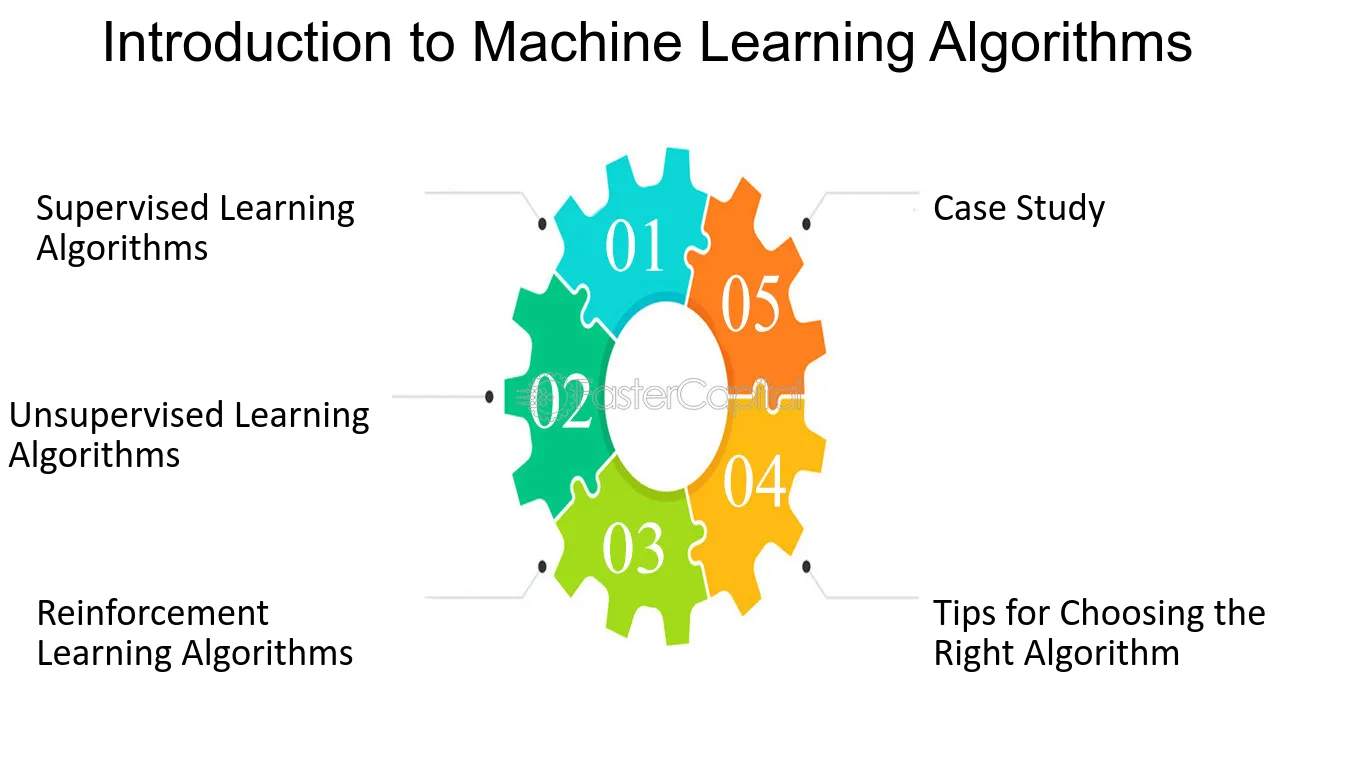 Introduction to Machine Learning Algorithms
Supervised Learning
Algorithms
01
Case Study
05
Unsupervised Learning
Algorithms
02
FasterCapital
04
Reinforcement
Learning Algorithms
03
Tips for Choosing the
Right Algorithm